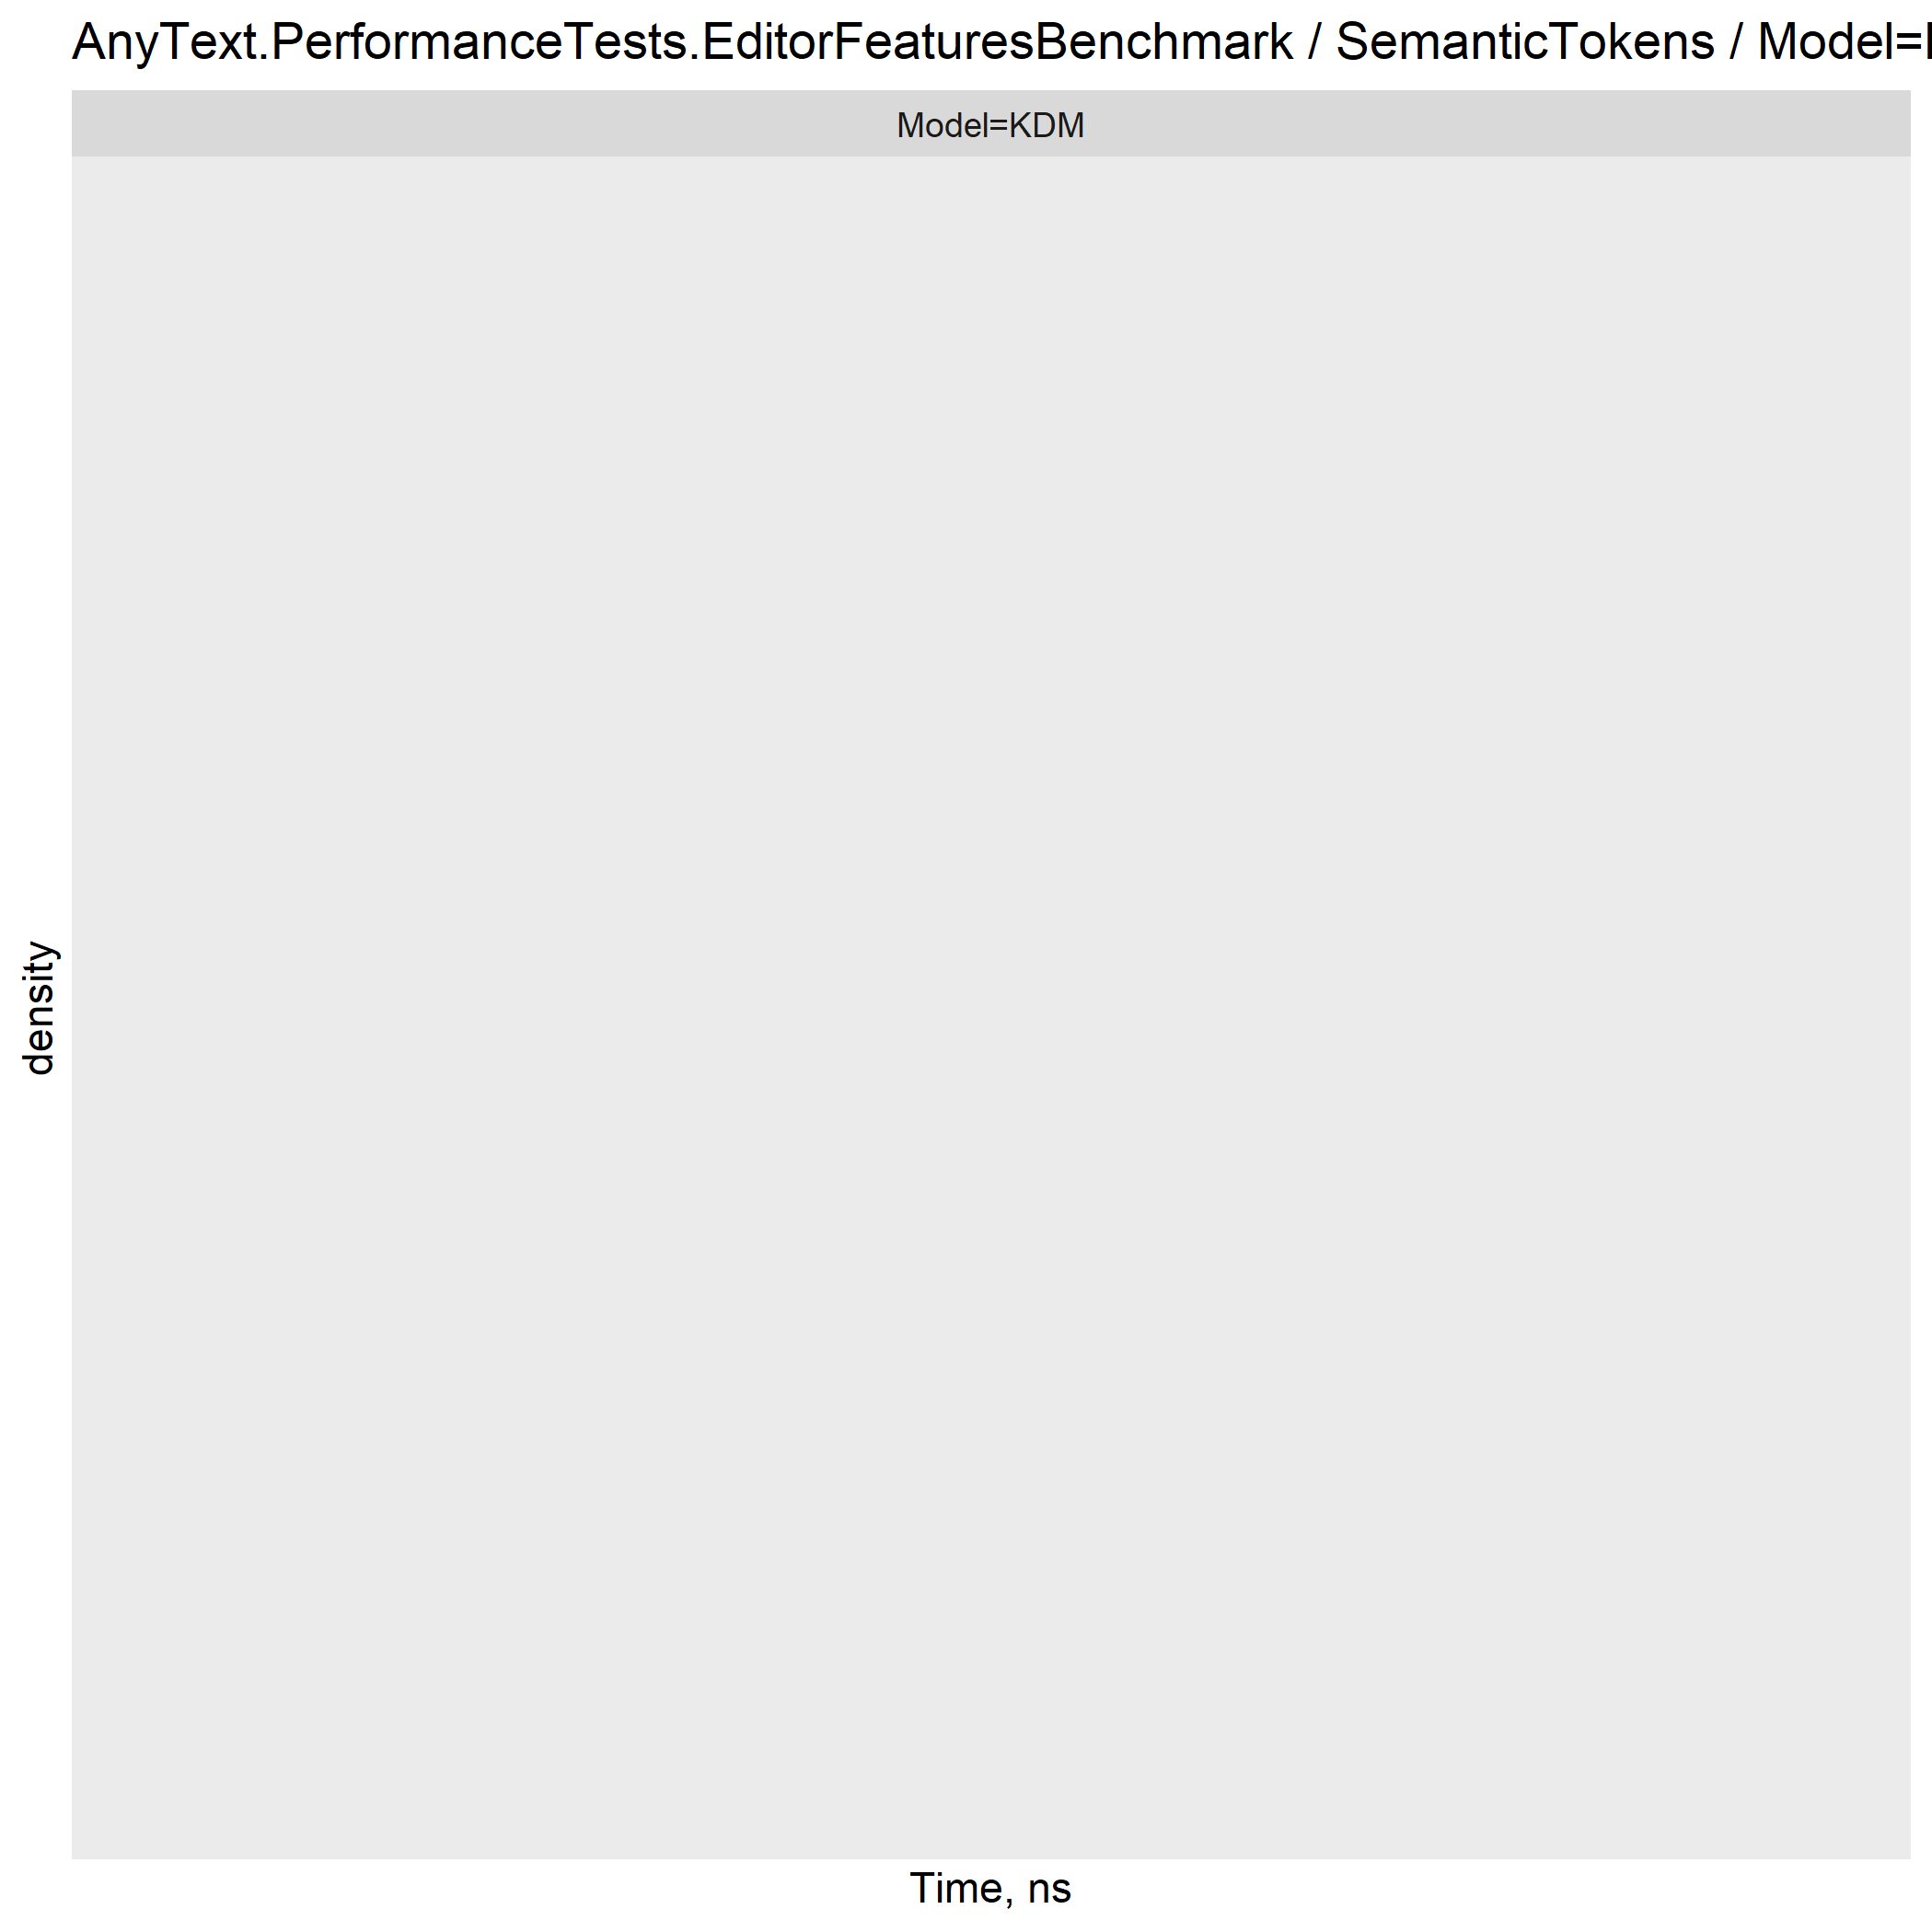 AnyText.PerformanceTests.EditorFeaturesBenchmark / SemanticTokens / Model=
Model=KDM
density
Time, ns